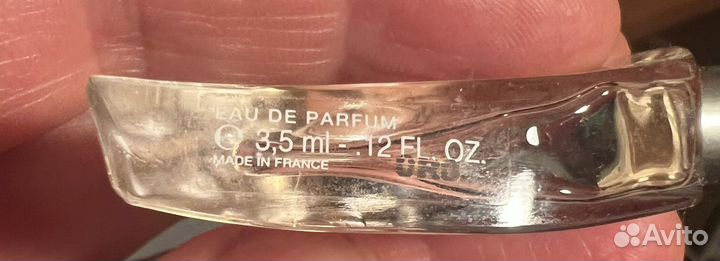 EAU DE PARFUM
℮ 3,5 ml - .12 FL. OZ.
MADE IN FRANCE
Avito